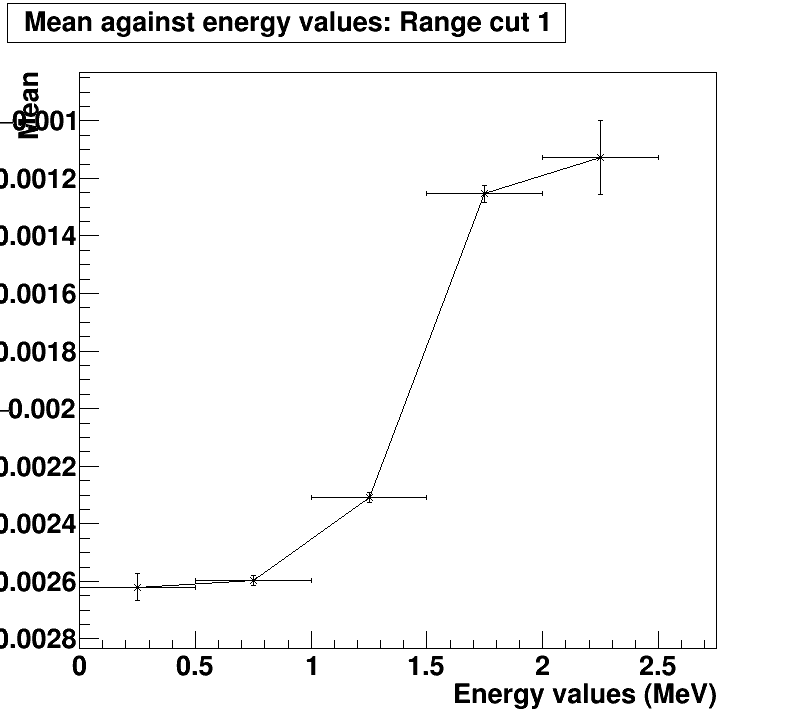 Mean against energy values: Range cut 1
Mean
−0.001
0.0012
0.0014
0.0016
0.0018
−0.002
0.0022
0.0024
0.0026
0.0028
0 0.5 1 1.5 2 2.5
Energy values (MeV)